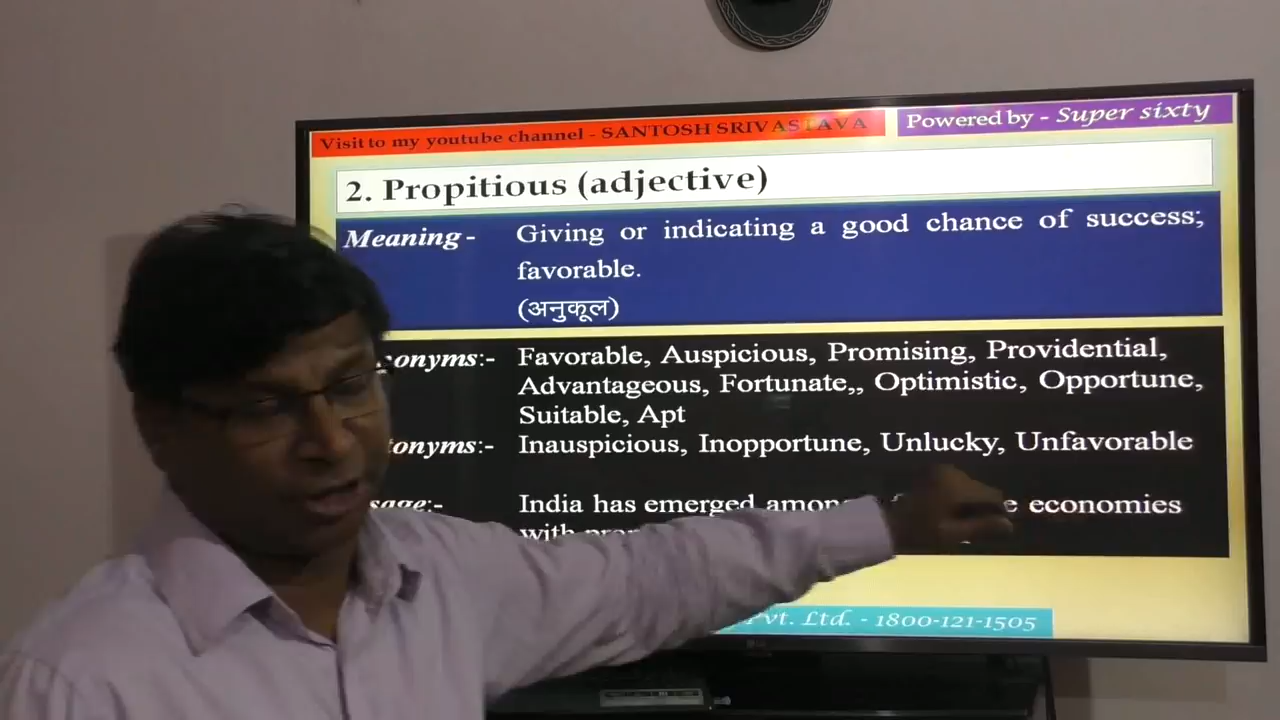 Visit to my youtube channel - SANTOSH SRIVASTAVA
Powered by - Super sixty
2. Propitious (adjective)
Meaning - Giving or indicating a good chance of success;
favorable.
(अनुकूल)
Favorable, Auspicious, Promising, Providential,
Advantageous, Fortunate,, Optimistic, Opportune,
Suitable, Apt
Inauspicious, Inopportune, Unlucky, Unfavorable
India has emerged economies
with
Pvt. Ltd. - 1800-121-1505